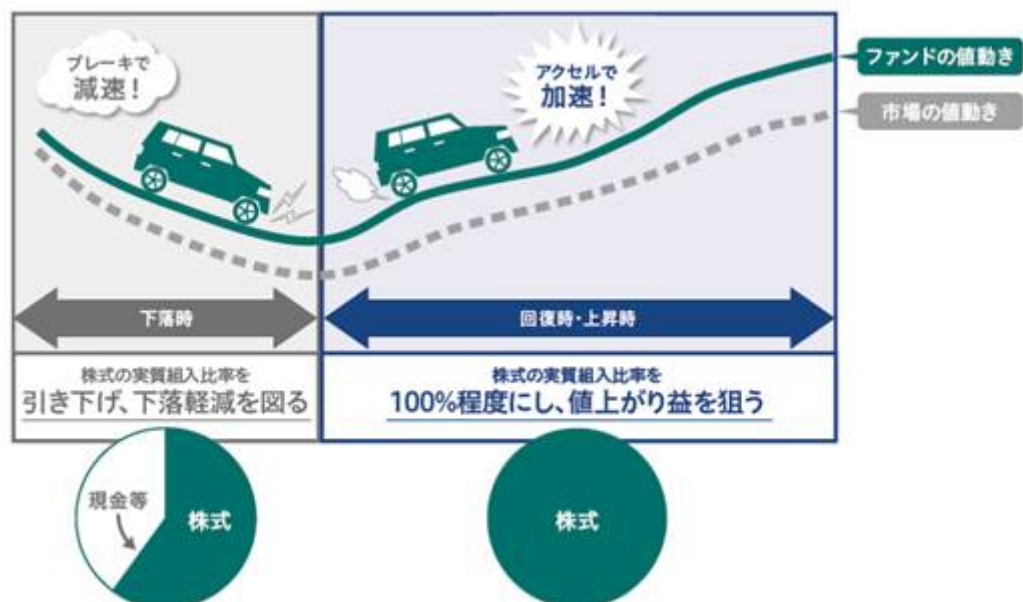 ブレーキで
減速！
アクセルで
加速！
ファンドの値動き
市場の値動き
下落時
回復時・上昇時
株式の実質組入比率を
引き下げ、下落軽減を図る
株式の実質組入比率を
100%程度にし、値上がり益を狙う
現金等
株式
株式